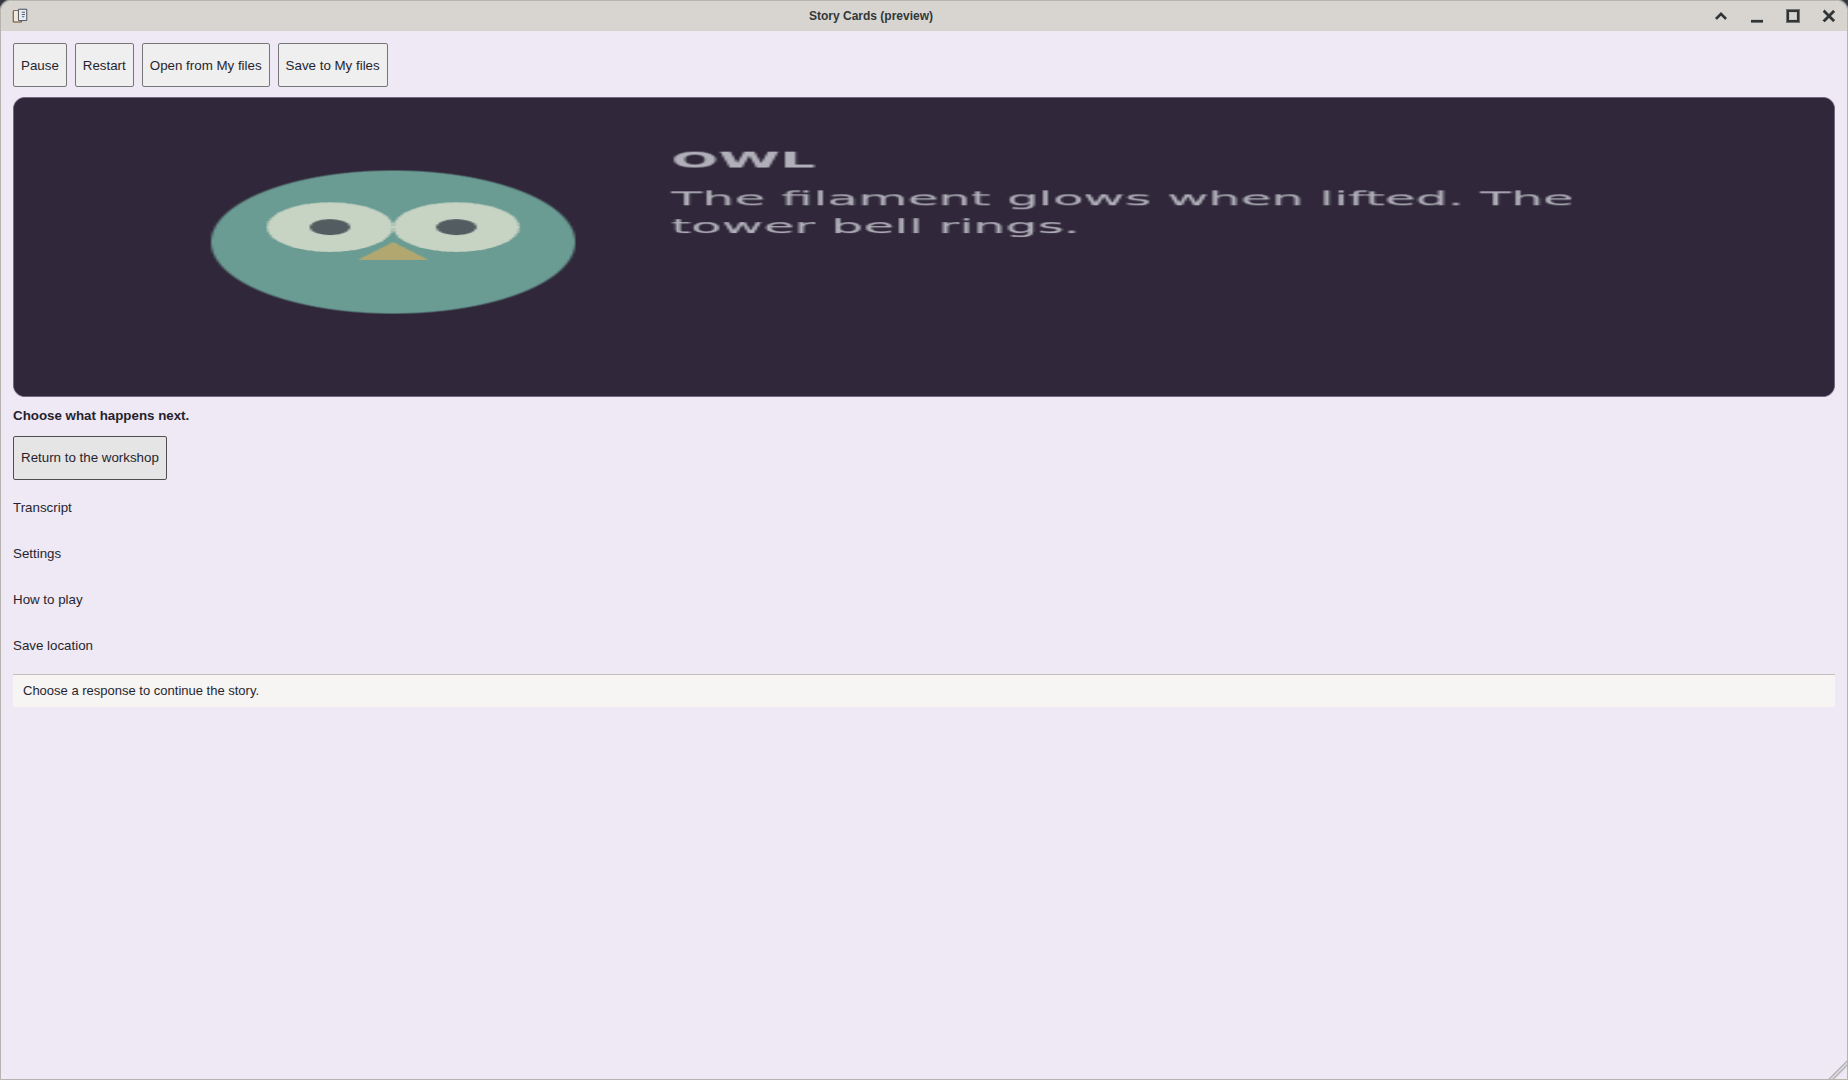 Story Cards (preview)
Pause
Restart
Open from My files
Save to My files
OWL
The filament glows when lifted. The
tower bell rings.
Choose what happens next.
Return to the workshop
Transcript
Settings
How to play
Save location
Choose a response to continue the story.